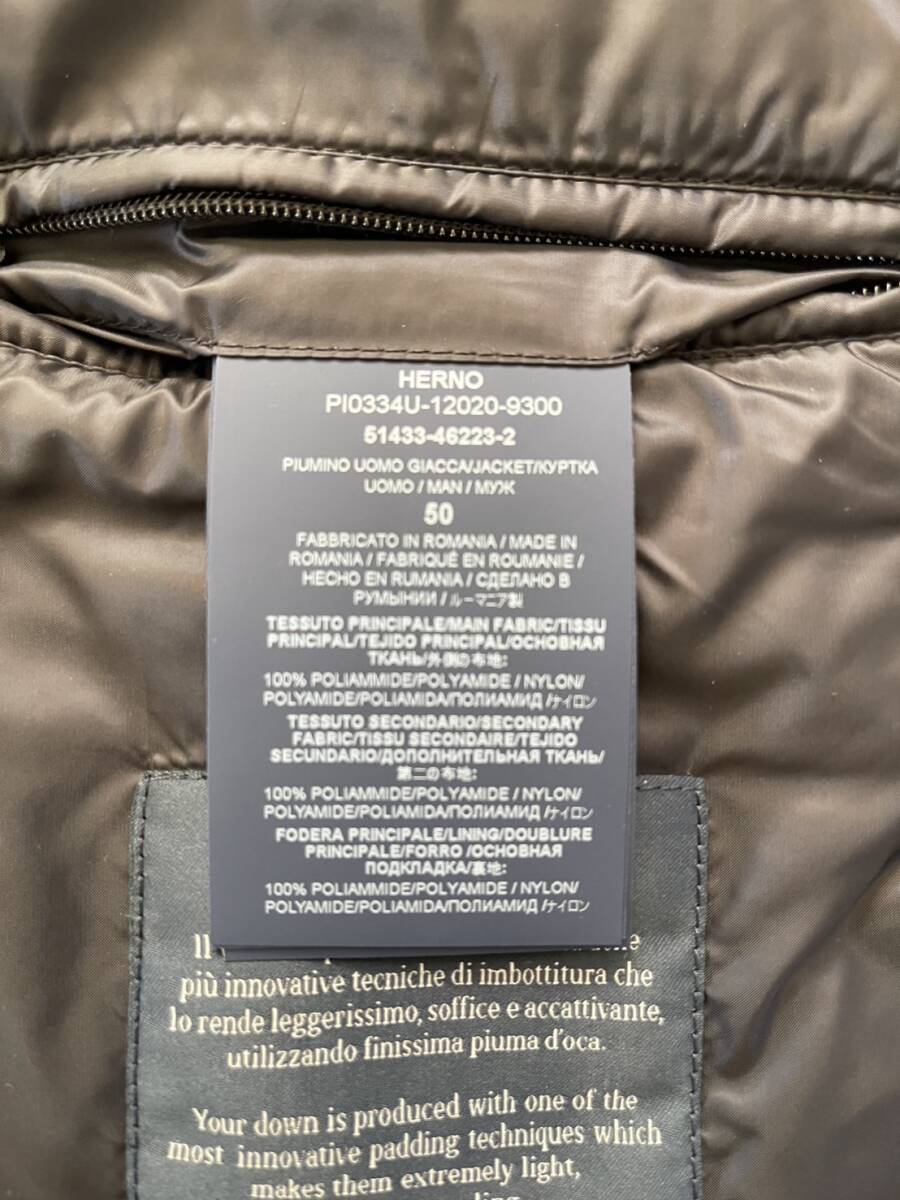 HERNO
PI0334U-12020-9300
51433-46223-2
PIUMINO UOMO GIACCA/JACKET/КУРТКА
UOMO / MAN / МУЖ
50
FABBRICATO IN ROMANIA / MADE IN
ROMANIA / FABRIQUÉ EN ROUMANIE /
HECHO EN RUMANIA / СДЕЛАНО В
РУМЫНИИ / ルーマニア製
TESSUTO PRINCIPALE/MAIN FABRIC/TISSU
PRINCIPAL/TEJIDO PRINCIPAL/ОСНОВНАЯ
ТКАНЬ/外側の布地:
100% POLIAMMIDE/POLYAMIDE / NYLON/
POLYAMIDE/POLIAMIDA/ПОЛИАМИД /ナイロン
TESSUTO SECONDARIO/SECONDARY
FABRIC/TISSU SECONDAIRE/TEJIDO
SECUNDARIO/ДОПОЛНИТЕЛЬНАЯ ТКАНЬ/
第二の布地:
100% POLIAMMIDE/POLYAMIDE / NYLON/
POLYAMIDE/POLIAMIDA/ПОЛИАМИД /ナイロン
FODERA PRINCIPALE/LINING/DOUBLURE
PRINCIPALE/FORRO /ОСНОВНАЯ
ПОДКЛАДКА/裏地:
100% POLIAMMIDE/POLYAMIDE / NYLON/
POLYAMIDE/POLIAMIDA/ПОЛИАМИД /ナイロン
Il
più innovative tecniche di imbottitura che
lo rende leggerissimo, soffice e accattivante,
utilizzando finissima piuma d'oca.
Your down is produced with one of the
most innovative padding techniques which
makes them extremely light,